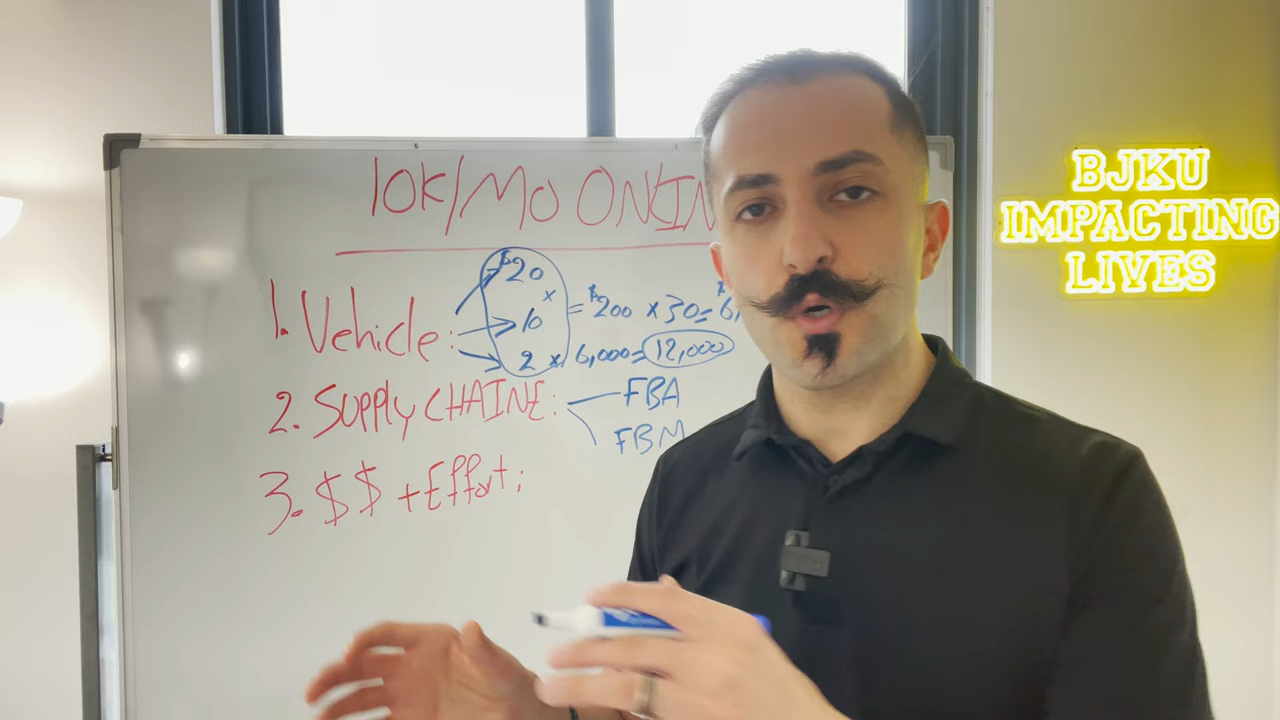 10K/MO ONLIN
1. Vehicle: $20 x 10 = $200 x 30 = $6,
2 x 6,000 = 12,000
2. SUPPLY CHAINE: FBA
FBM
3. $$ + Effort:
BJKU
IMPACTING
LIVES